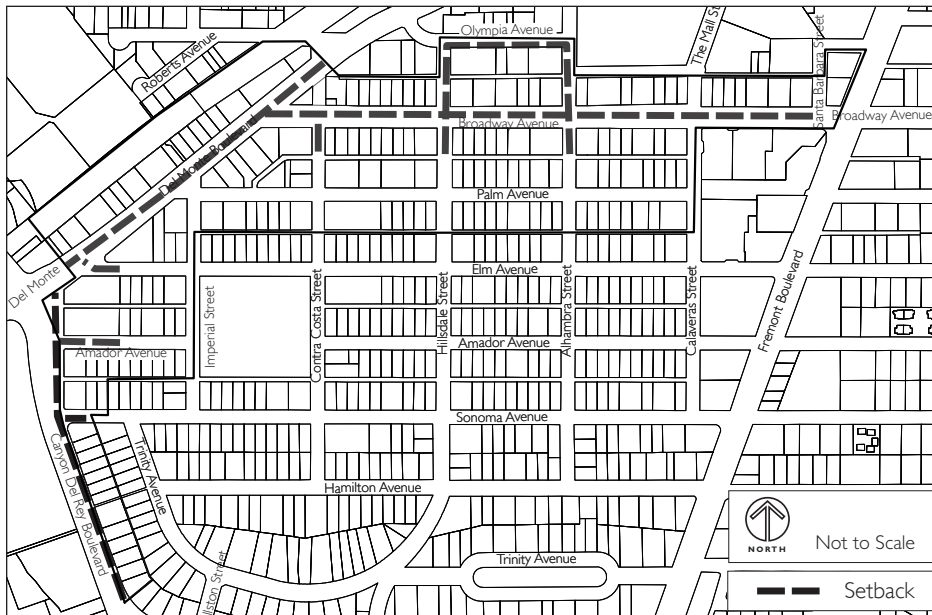 Olympia Avenue
The Mall St
Roberts Avenue
Santa Barbara Street
Broadway Avenue
Broadway Avenue
Del Monte Boulevard
Palm Avenue
Del Monte
Elm Avenue
Imperial Street
Contra Costa Street
Hillsdale Street
Alhambra Street
Calaveras Street
Fremont Boulevard
Amador Avenue
Amador Avenue
Sonoma Avenue
Canyon Del Rey Boulevard
Trinity Avenue
Hamilton Avenue
llston Street
Trinity Avenue
NORTH
Not to Scale
Setback